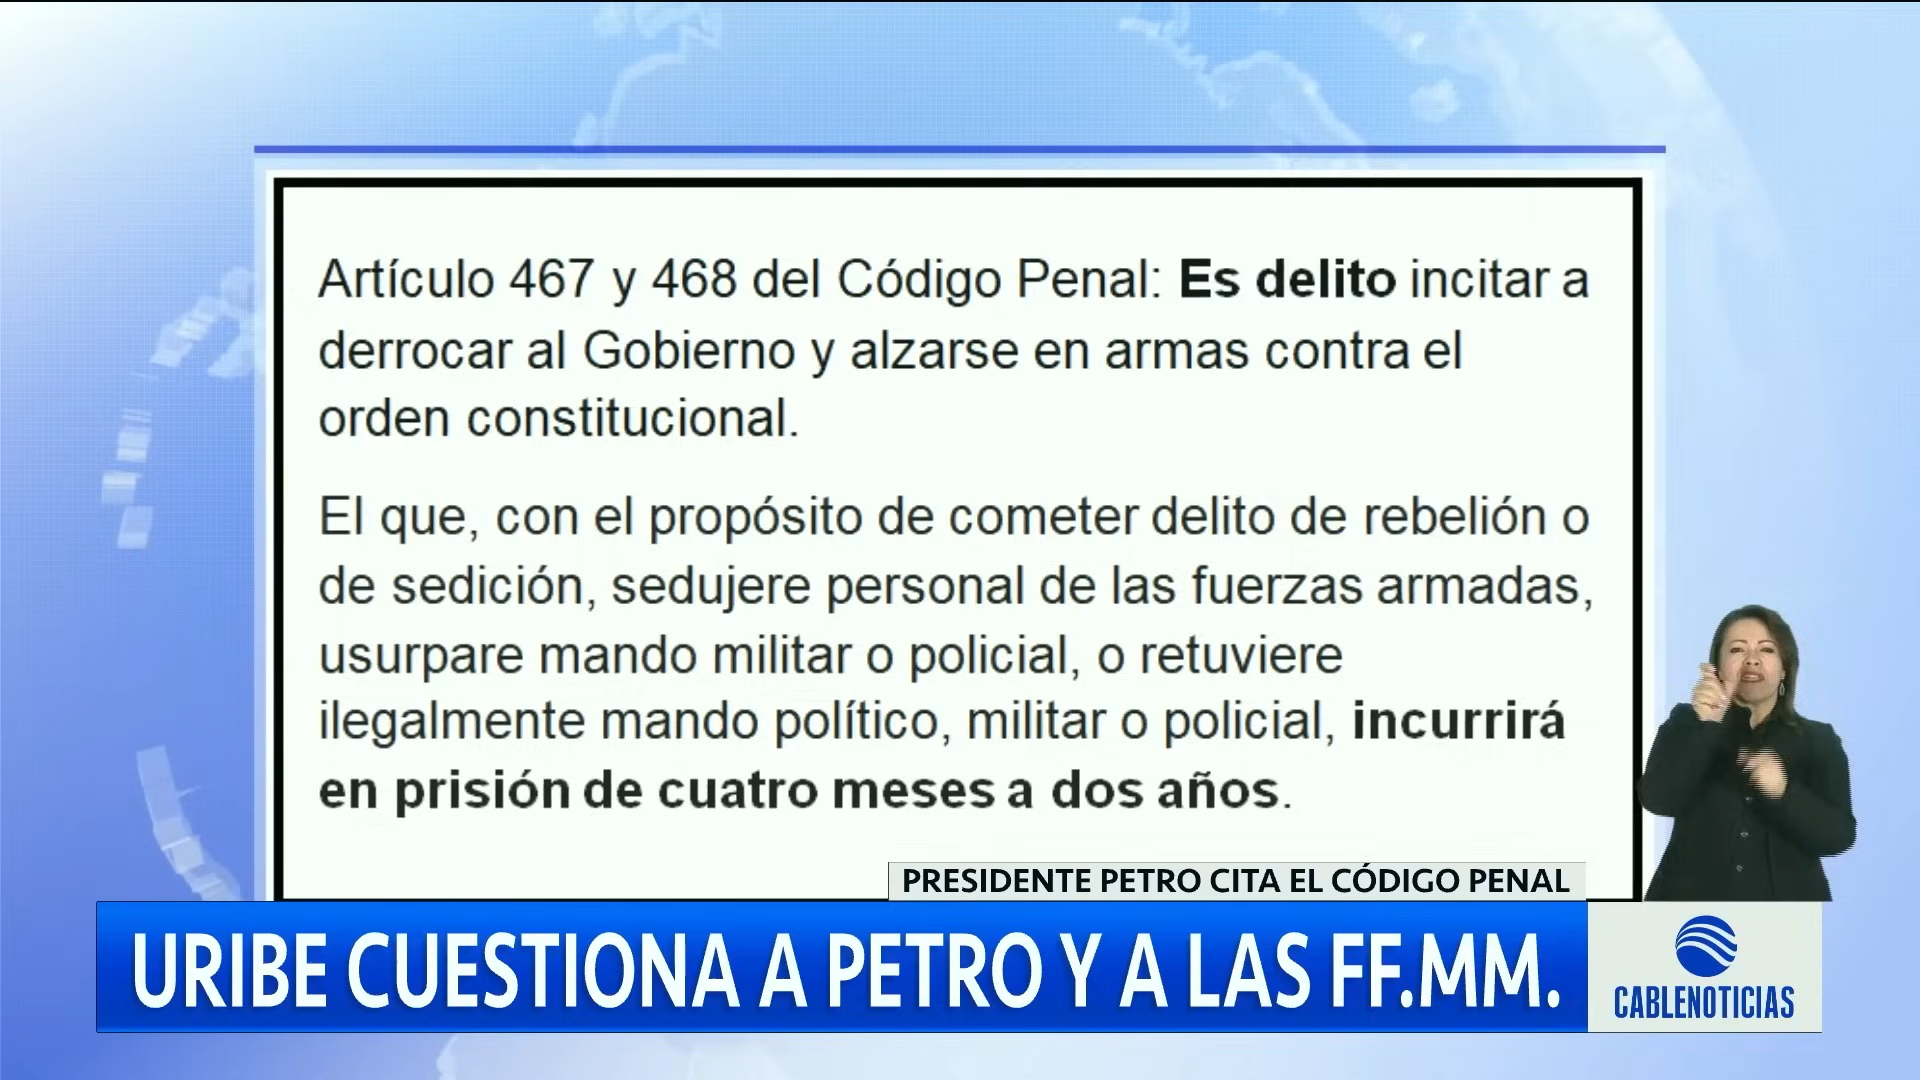 Artículo 467 y 468 del Código Penal: Es delito incitar a
derrocar al Gobierno y alzarse en armas contra el
orden constitucional.
El que, con el propósito de cometer delito de rebelión o
de sedición, sedujere personal de las fuerzas armadas,
usurpare mando militar o policial, o retuviere
ilegalmente mando político, militar o policial, incurrirá
en prisión de cuatro meses a dos años.
PRESIDENTE PETRO CITA EL CÓDIGO PENAL
URIBE CUESTIONA A PETRO Y A LAS FF.MM.
CABLENOTICIAS